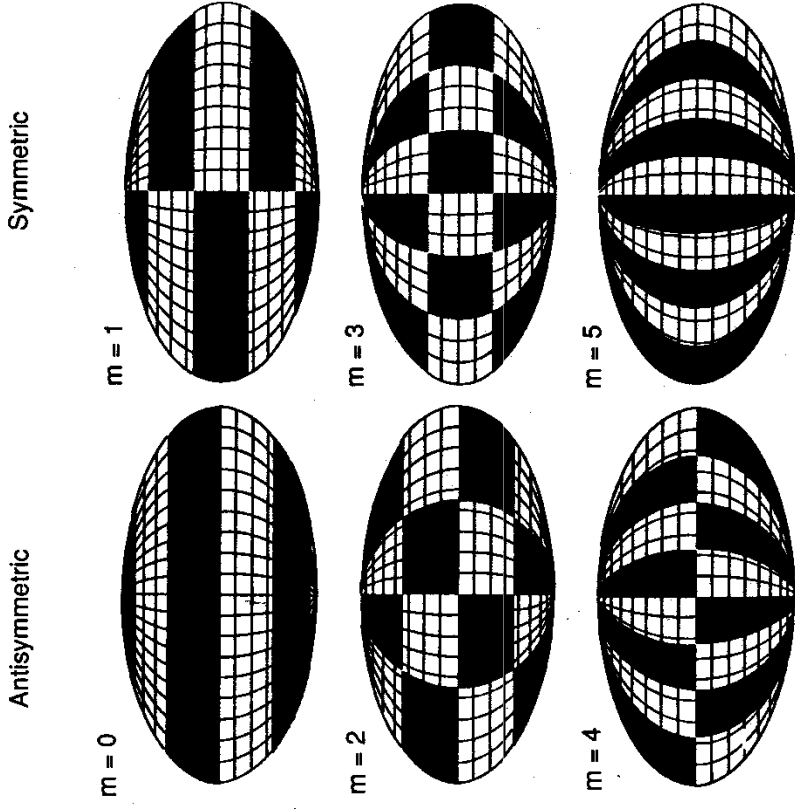 Antisymmetric
Symmetric
m = 0
m = 1
m = 2
m = 3
m = 4
m = 5